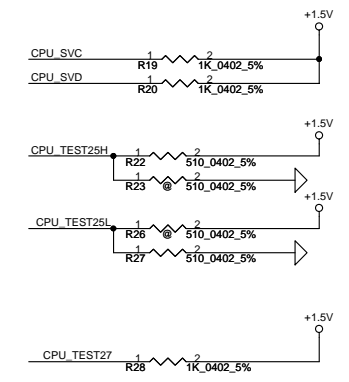 +1.5V
CPU_SVC 1 2
R19 1K_0402_5%
CPU_SVD 1 2
R20 1K_0402_5%
+1.5V
CPU_TEST25H 1 2
R22 510_0402_5%
1 2
R23 @ 510_0402_5%
+1.5V
CPU_TEST25L 1 2
R26 @ 510_0402_5%
1 2
R27 510_0402_5%
+1.5V
CPU_TEST27 1 2
R28 1K_0402_5%